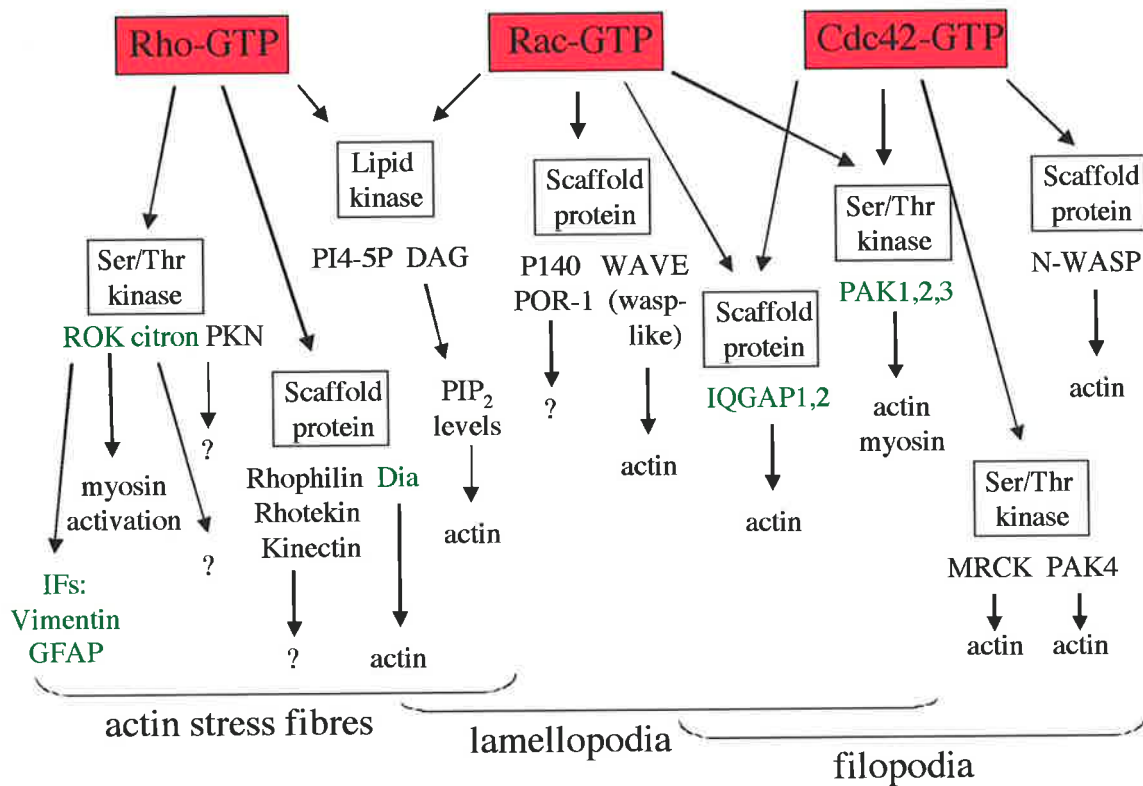 Rho-GTP
Rac-GTP
Cdc42-GTP
Lipid
kinase
PI4-5P DAG
PIP2
levels
actin
Ser/Thr
kinase
ROK citron PKN
?
myosin
activation
?
IFs:
Vimentin
GFAP
Scaffold
protein
Rhophilin Dia
Rhotekin
Kinectin
?
actin
Scaffold
protein
P140 WAVE
POR-1 (wasp-
like)
?
actin
Scaffold
protein
IQGAP1,2
actin
Ser/Thr
kinase
PAK1,2,3
actin
myosin
Scaffold
protein
N-WASP
actin
Ser/Thr
kinase
MRCK PAK4
actin actin
actin stress fibres
lamellopodia
filopodia